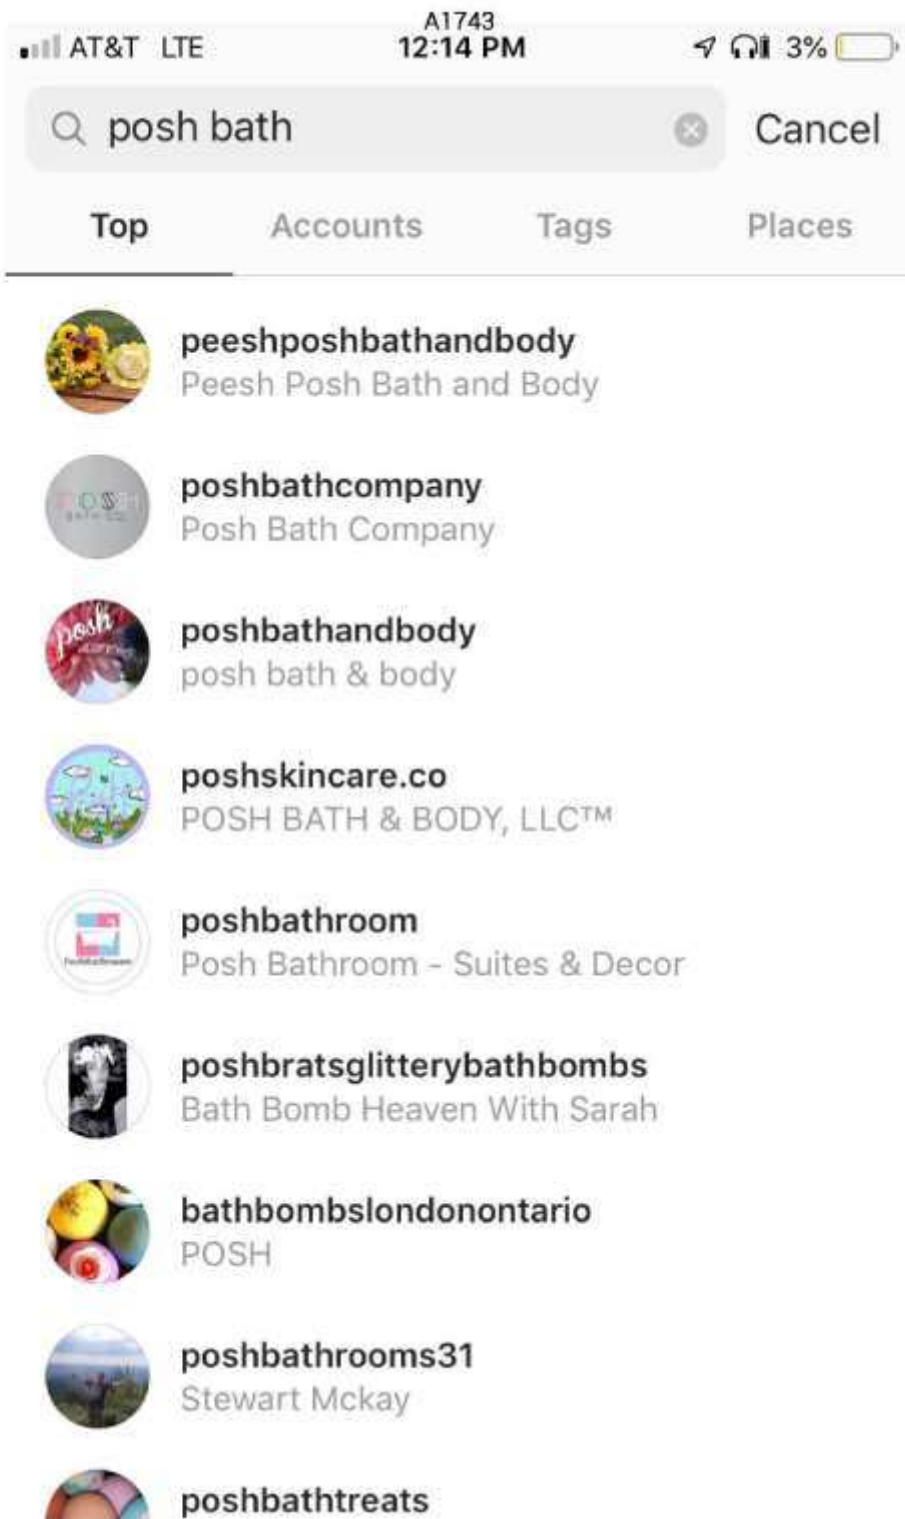 A1743
AT&T LTE 12:14 PM 3%
posh bath Cancel
Top Accounts Tags Places
peeshposhbathandbody
Peesh Posh Bath and Body
POSH
poshbathcompany
Posh Bath Company
posh
poshbathandbody
posh bath & body
poshskincare.co
POSH BATH & BODY, LLC™
poshbathroom
Posh Bathroom - Suites & Decor
poshbratsglitterybathbombs
Bath Bomb Heaven With Sarah
bathbombslondonontario
POSH
poshbathrooms31
Stewart Mckay
poshbathtreats